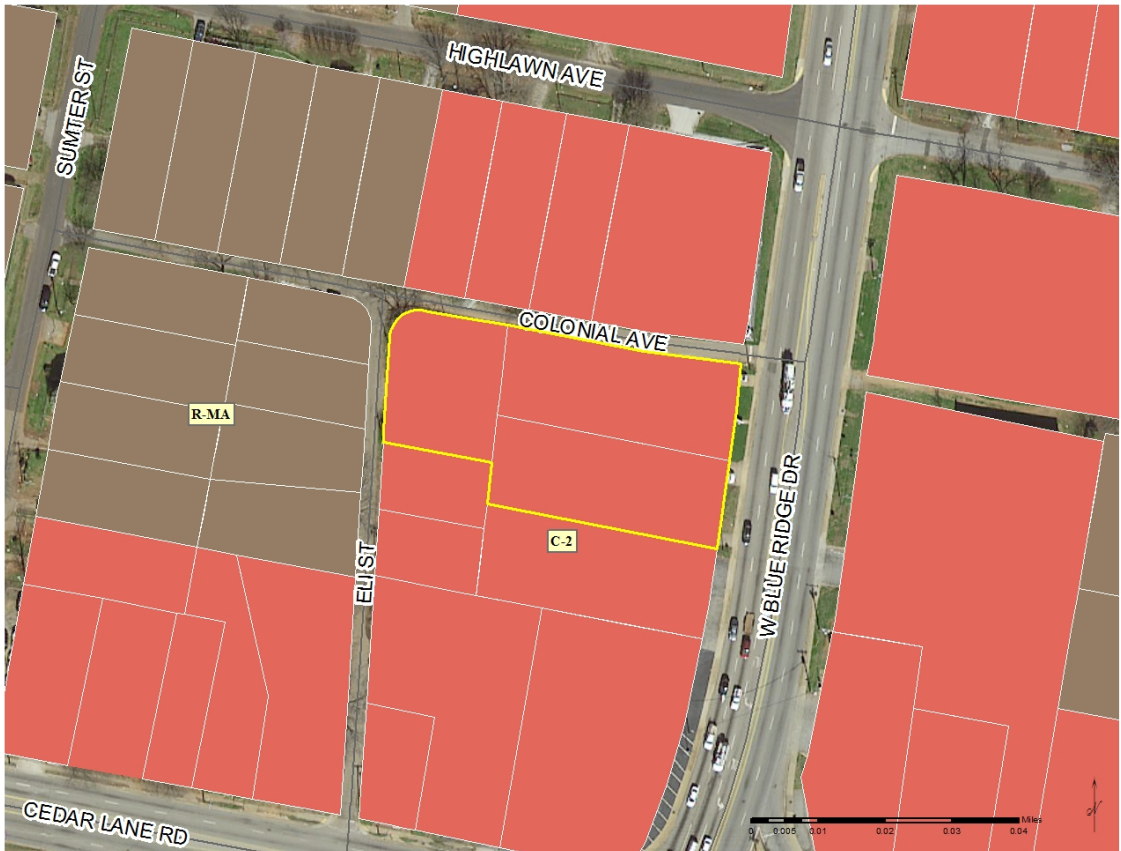 HIGHLAWN AVE
SUMTER ST
COLONIAL AVE
R-MA
W BLUE RIDGE DR
C-2
ELI ST
CEDAR LANE RD
N
Miles
0 0.005 0.01 0.02 0.03 0.04